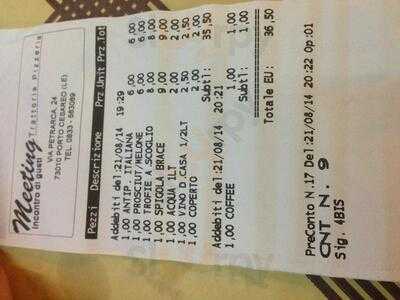 Meeting
Trattoria Pizzeria
Incontro di gusti
VIA PETRARCA, 24
73010 PORTO CESAREO (LE)
TEL. 0833 - 569069
Pezzi Descrizione Prz.Unit Prz.Tot
Addebiti del:21/08/14 19:29
1,00 ANTIP. ITALIANA 6,00 6,00
1,00 PROSCIUT/MELONE 6,00 6,00
1,00 TROFIE A SCOGLIO 8,00 8,00
1,00 SPIGOLA BRACE 9,00 9,00
1,00 ACQUA 1LT 2,00 2,00
1,00 VINO D.CASA 1/2LT 2,50 2,50
1,00 COPERTO 2,00 2,00
Subtl: 35,50
Addebiti del:21/08/14 20:21
1,00 COFFEE 1,00 1,00
Subtl: 1,00
Totale EU: 36,50
PreConto N.17 Del:21/08/14 20:22 Op:01
CNT N. 9
Sig. 4BIS